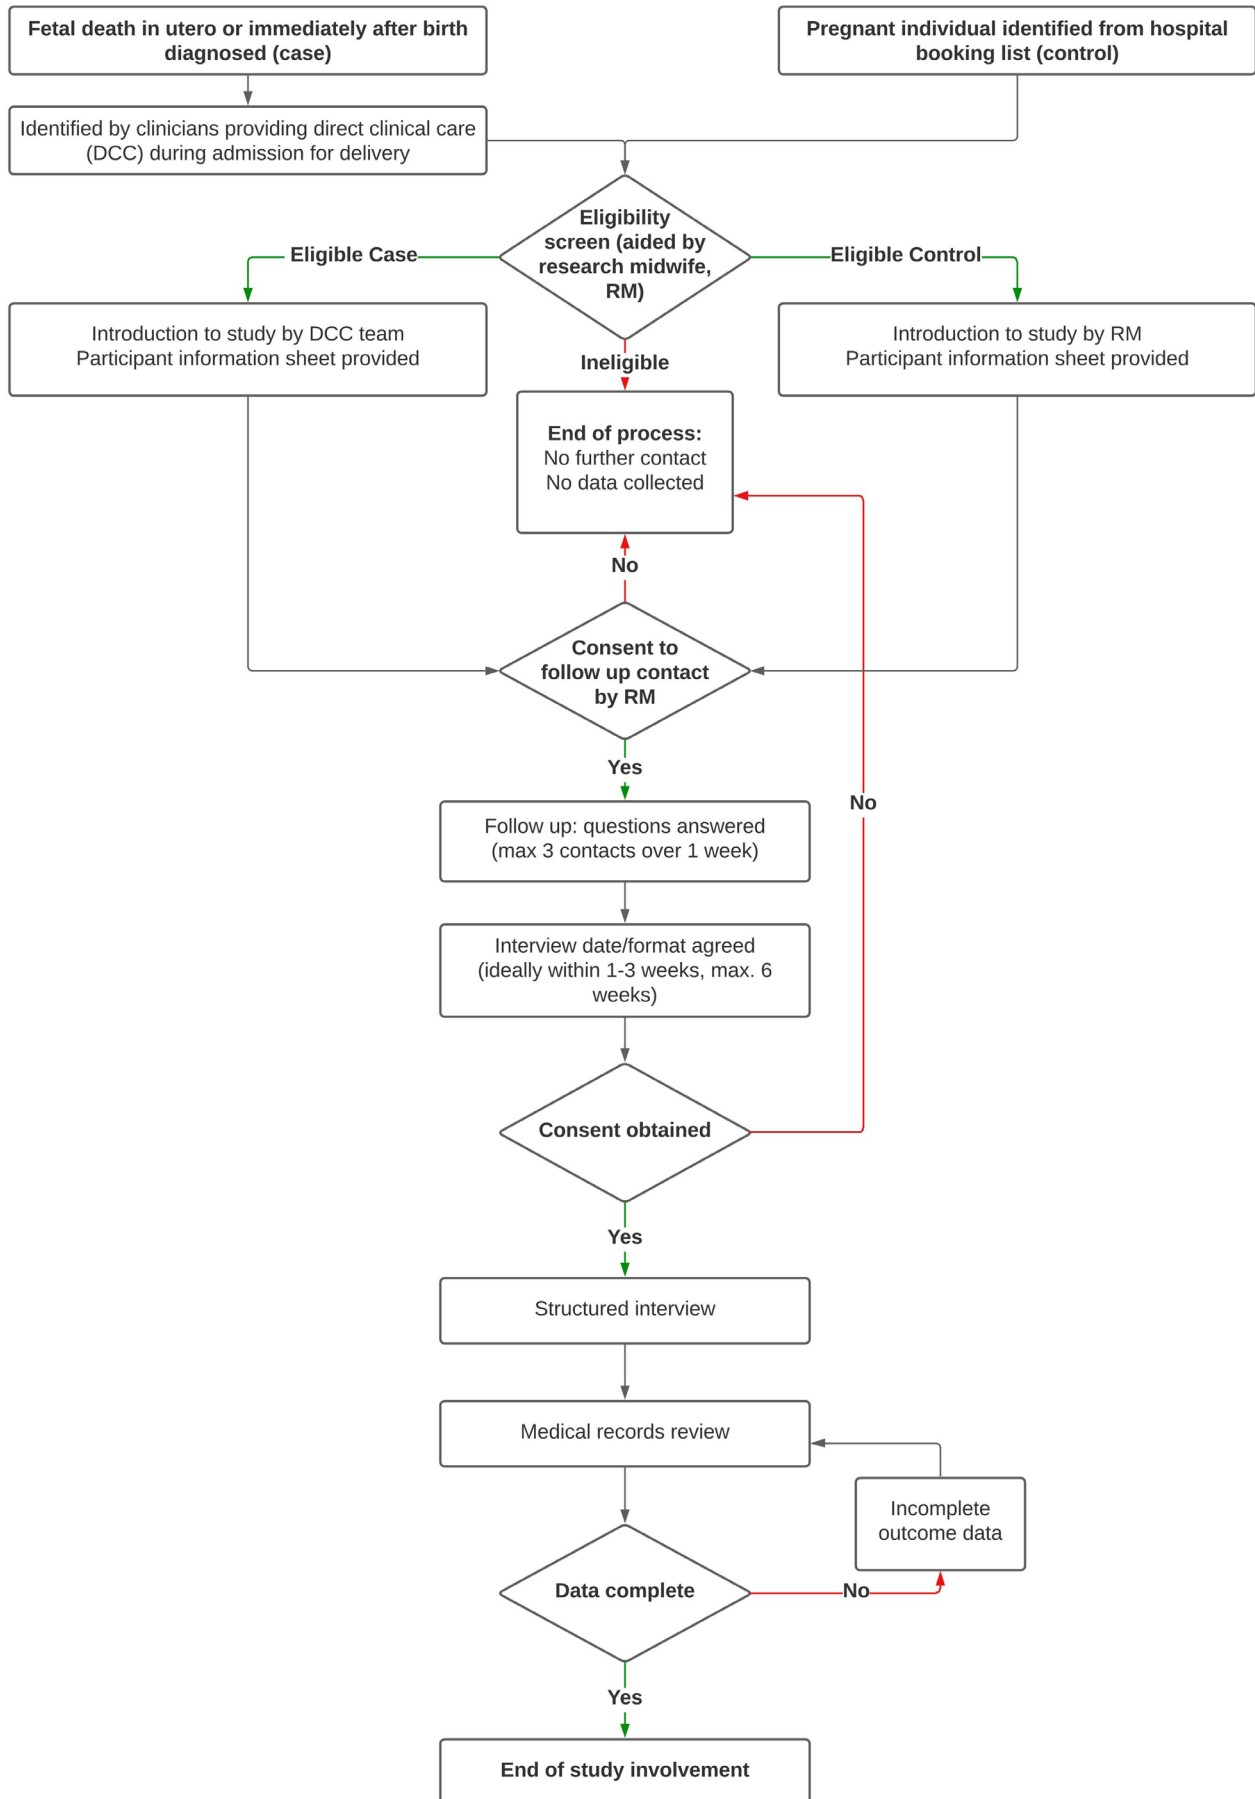 Fetal death in utero or immediately after birth
diagnosed (case)
Pregnant individual identified from hospital
booking list (control)
Identified by clinicians providing direct clinical care
(DCC) during admission for delivery
Eligibility
screen (aided by
research midwife,
RM)
Eligible Case
Eligible Control
Introduction to study by DCC team
Participant information sheet provided
Introduction to study by RM
Participant information sheet provided
Ineligible
End of process:
No further contact
No data collected
No
Consent to
follow up contact
by RM
Yes
Follow up: questions answered
(max 3 contacts over 1 week)
No
Interview date/format agreed
(ideally within 1-3 weeks, max. 6
weeks)
Consent obtained
Yes
Structured interview
Medical records review
Incomplete
outcome data
Data complete
No
Yes
End of study involvement